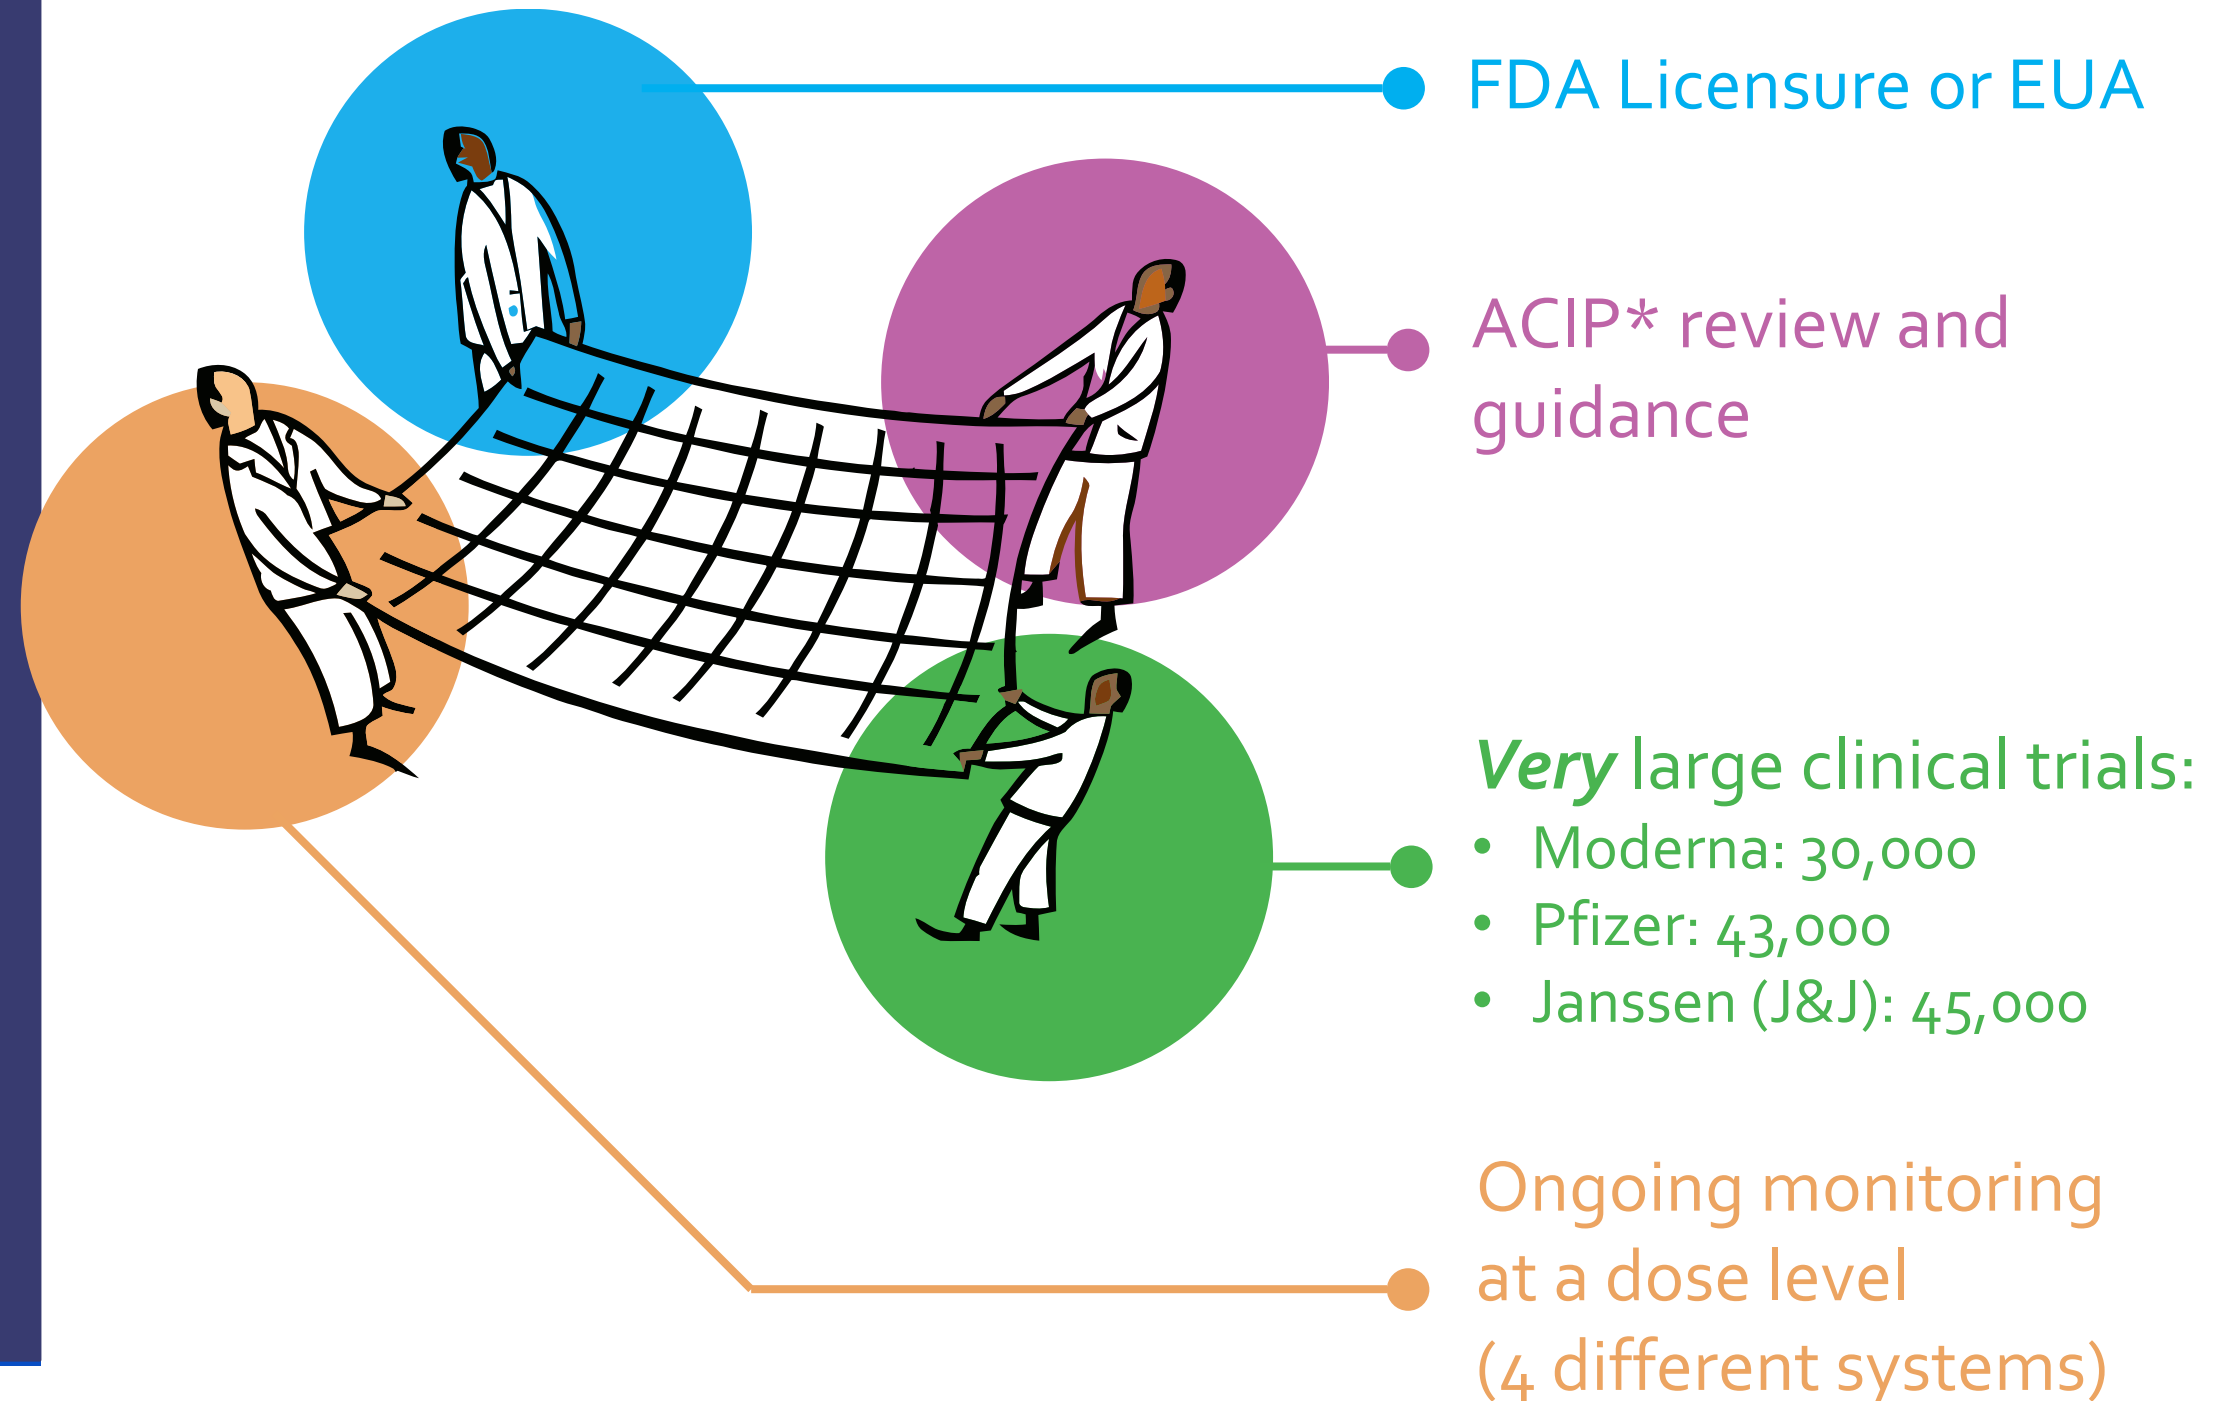 FDA Licensure or EUA
ACIP* review and
guidance
Very large clinical trials:
• Moderna: 30,000
• Pfizer: 43,000
• Janssen (J&J): 45,000
Ongoing monitoring
at a dose level
(4 different systems)